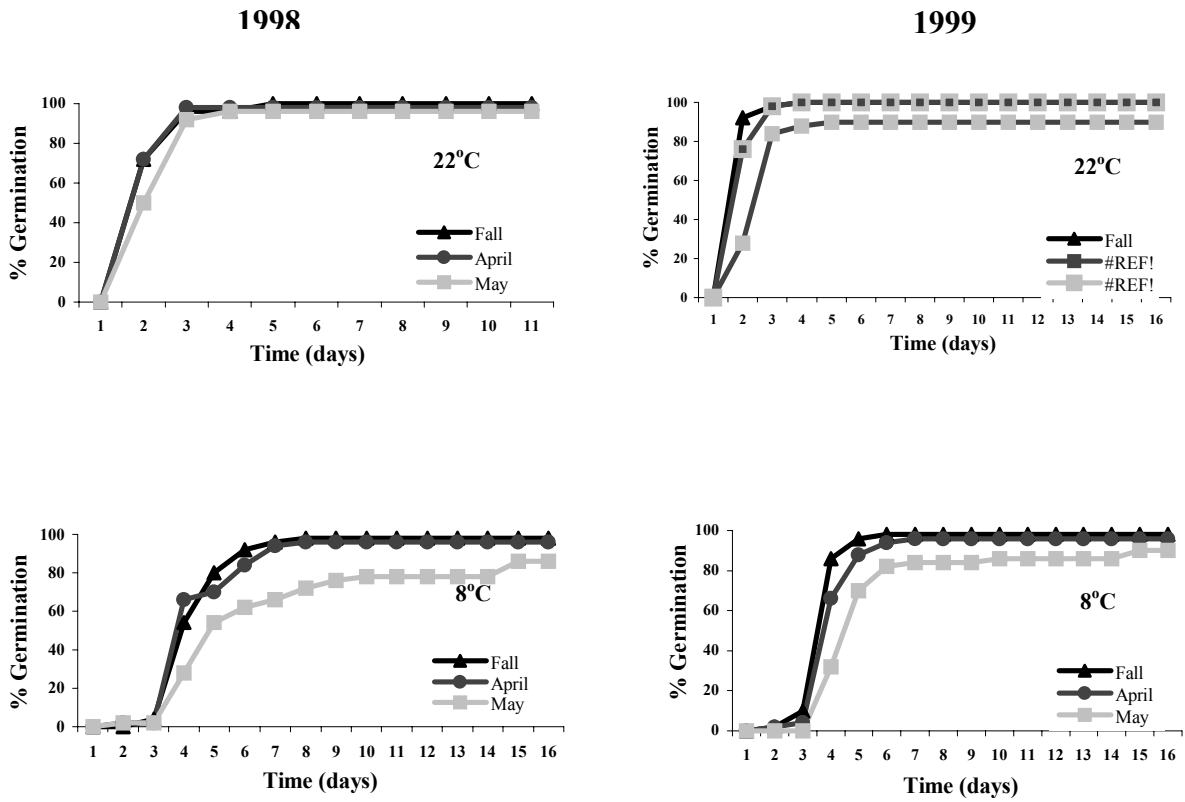 1998
1999
% Germination
100
80
60
40
20
0
22°C
Fall
April
May
1 2 3 4 5 6 7 8 9 10 11
Time (days)
% Germination
100
80
60
40
20
0
22°C
Fall
#REF!
#REF!
1 2 3 4 5 6 7 8 9 10 11 12 13 14 15 16
Time (days)
% Germination
100
80
60
40
20
0
8°C
Fall
April
May
1 2 3 4 5 6 7 8 9 10 11 12 13 14 15 16
Time (days)
% Germination
100
80
60
40
20
0
8°C
Fall
April
May
1 2 3 4 5 6 7 8 9 10 11 12 13 14 15 16
Time (days)